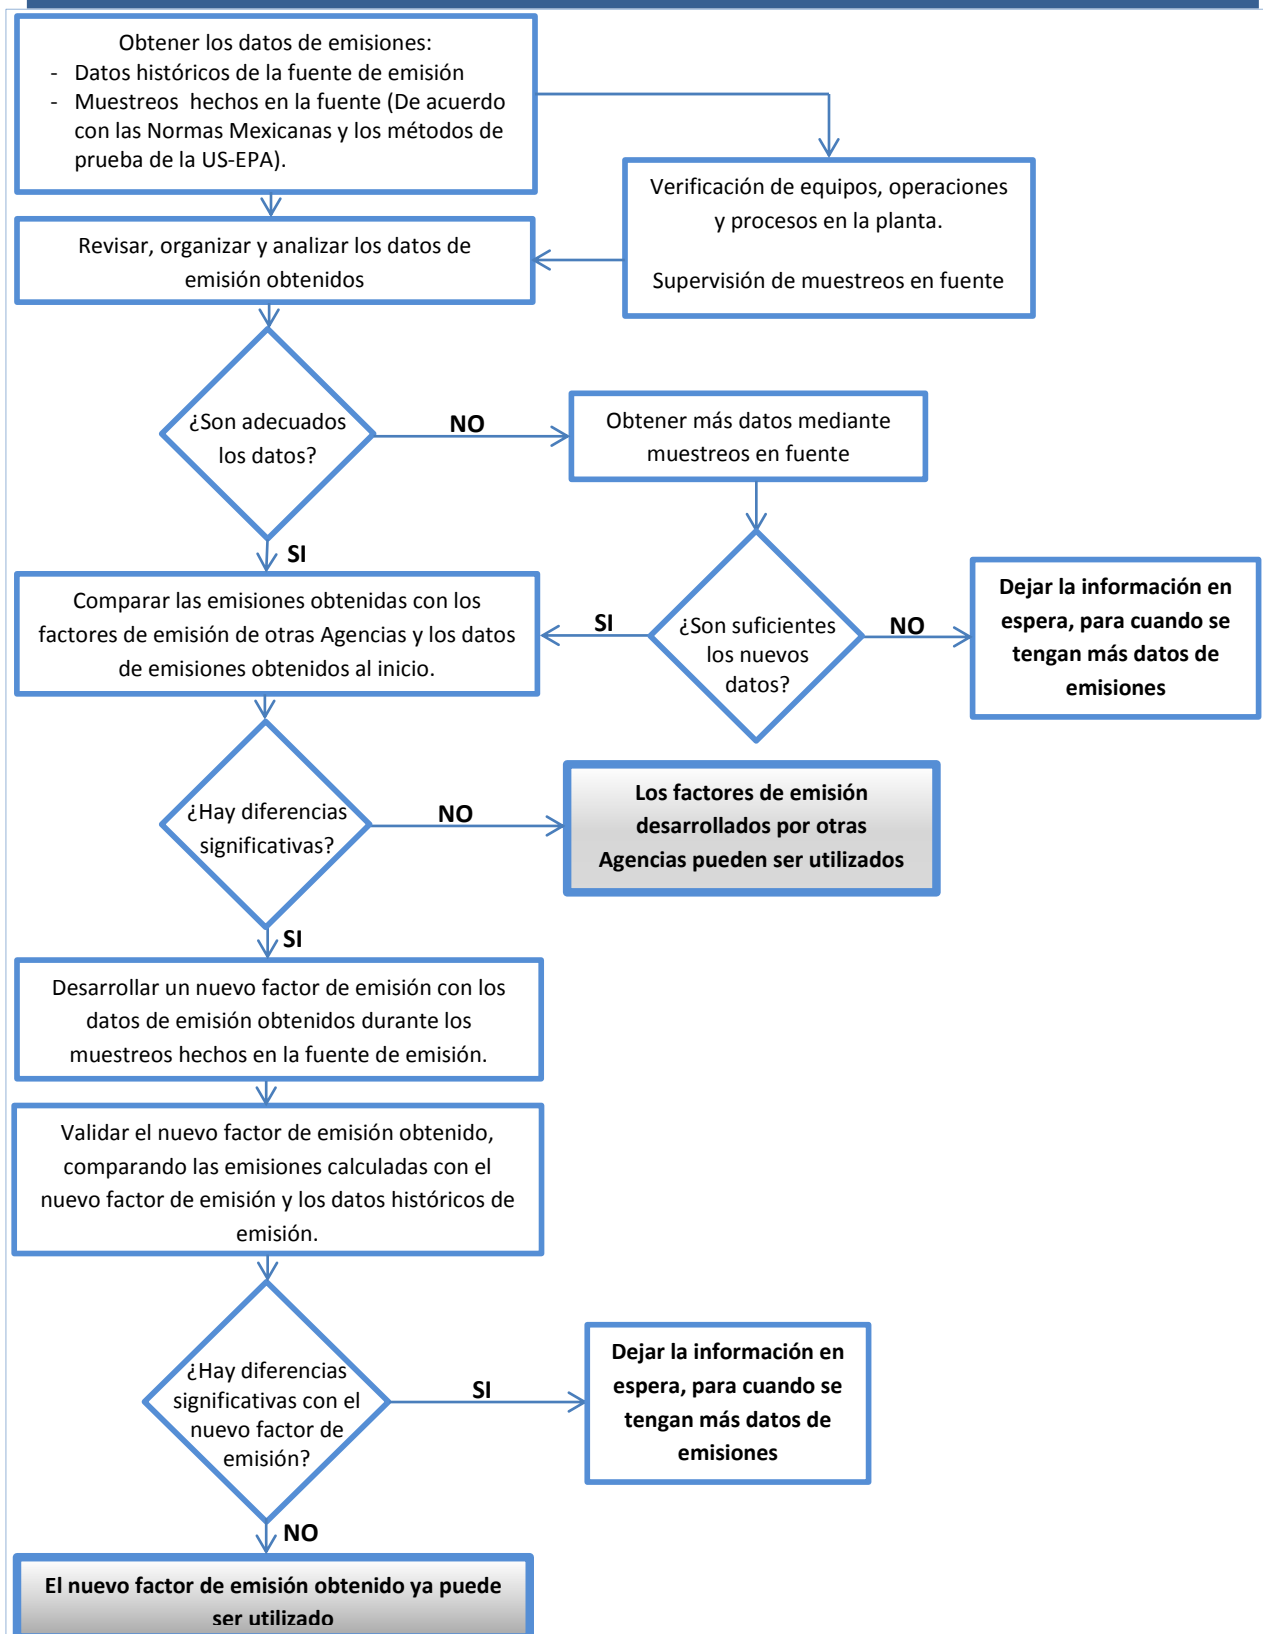 Obtener los datos de emisiones:
- Datos históricos de la fuente de emisión
- Muestreos hechos en la fuente (De acuerdo
con las Normas Mexicanas y los métodos de
prueba de la US-EPA).
Verificación de equipos, operaciones
y procesos en la planta.
Supervisión de muestreos en fuente
Revisar, organizar y analizar los datos de
emisión obtenidos
¿Son adecuados
los datos?
NO
Obtener más datos mediante
muestreos en fuente
SI
Comparar las emisiones obtenidas con los
factores de emisión de otras Agencias y los datos
de emisiones obtenidos al inicio.
SI
¿Son suficientes
los nuevos
datos?
NO
Dejar la información en
espera, para cuando se
tengan más datos de
emisiones
¿Hay diferencias
significativas?
NO
Los factores de emisión
desarrollados por otras
Agencias pueden ser utilizados
SI
Desarrollar un nuevo factor de emisión con los
datos de emisión obtenidos durante los
muestreos hechos en la fuente de emisión.
Validar el nuevo factor de emisión obtenido,
comparando las emisiones calculadas con el
nuevo factor de emisión y los datos históricos de
emisión.
¿Hay diferencias
significativas con el
nuevo factor de
emisión?
SI
Dejar la información en
espera, para cuando se
tengan más datos de
emisiones
NO
El nuevo factor de emisión obtenido ya puede
ser utilizado